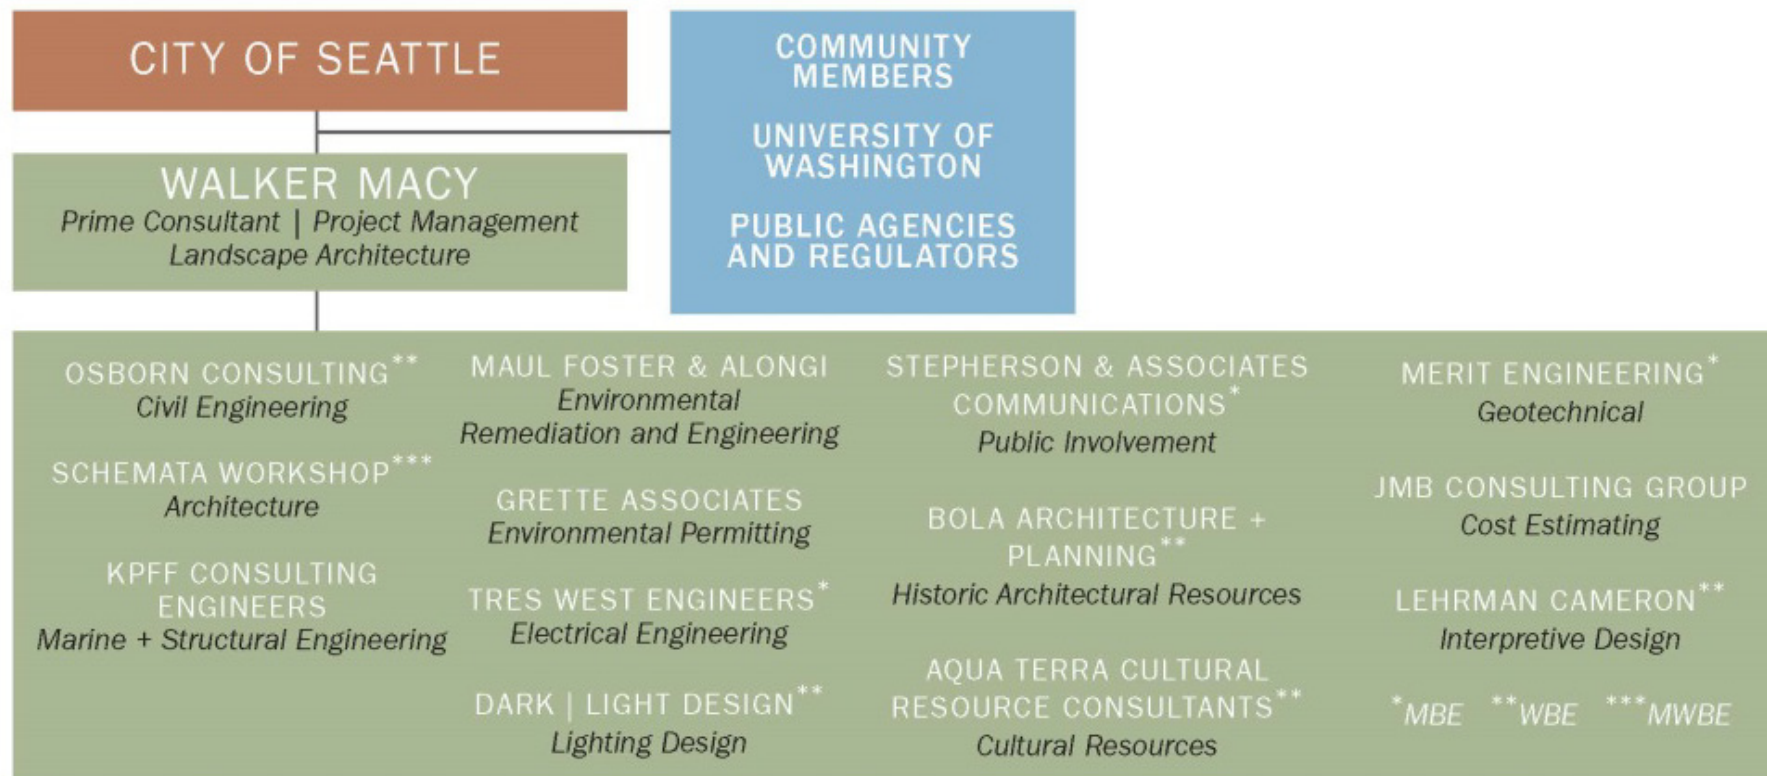 CITY OF SEATTLE
COMMUNITY
MEMBERS
UNIVERSITY OF
WASHINGTON
PUBLIC AGENCIES
AND REGULATORS
WALKER MACY
Prime Consultant | Project Management
Landscape Architecture
OSBORN CONSULTING**
Civil Engineering
SCHEMATA WORKSHOP***
Architecture
KPFF CONSULTING
ENGINEERS
Marine + Structural Engineering
MAUL FOSTER & ALONGI
Environmental
Remediation and Engineering
GRETTE ASSOCIATES
Environmental Permitting
TRES WEST ENGINEERS*
Electrical Engineering
DARK | LIGHT DESIGN**
Lighting Design
STEPHERSON & ASSOCIATES
COMMUNICATIONS*
Public Involvement
BOLA ARCHITECTURE +
PLANNING**
Historic Architectural Resources
AQUA TERRA CULTURAL
RESOURCE CONSULTANTS**
Cultural Resources
MERIT ENGINEERING*
Geotechnical
JMB CONSULTING GROUP
Cost Estimating
LEHRMAN CAMERON**
Interpretive Design
*MBE **WBE ***MWBE